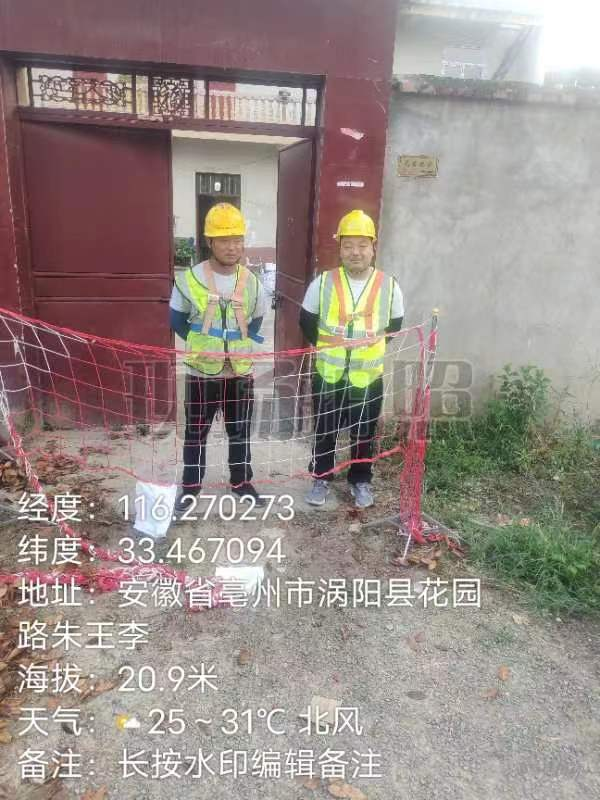 经度：116.270273
纬度：33.467094
地址：安徽省亳州市涡阳县花园
路朱王李
海拔：20.9米
天气：⛅25～31℃ 北风
备注：长按水印编辑备注